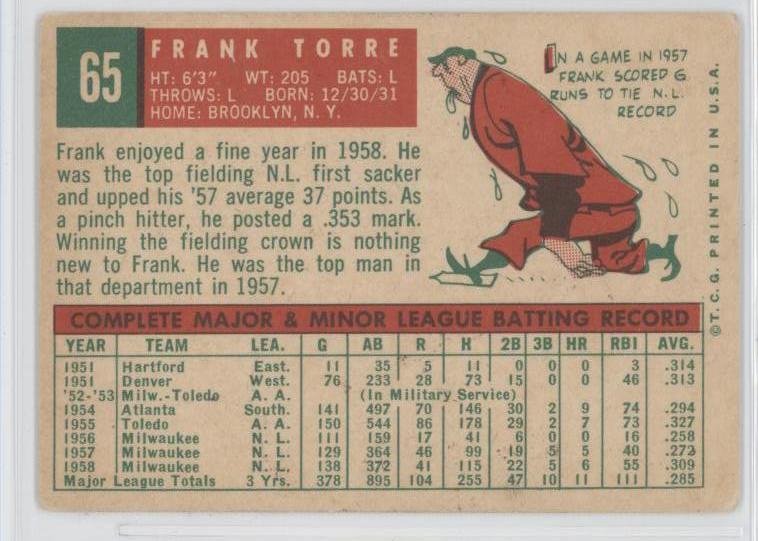 65
FRANK TORRE
HT: 6'3" WT: 205 BATS: L
THROWS: L BORN: 12/30/31
HOME: BROOKLYN, N. Y.
IN A GAME IN 1957
FRANK SCORED 6
RUNS TO TIE N.L.
RECORD
Frank enjoyed a fine year in 1958. He
was the top fielding N.L. first sacker
and upped his '57 average 37 points. As
a pinch hitter, he posted a .353 mark.
Winning the fielding crown is nothing
new to Frank. He was the top man in
that department in 1957.
©T.C.G. PRINTED IN U.S.A.
COMPLETE MAJOR & MINOR LEAGUE BATTING RECORD
YEAR TEAM LEA. G AB R H 2B 3B HR RBI AVG.
1951 Hartford East. 11 35 5 11 0 0 0 3 .314
1951 Denver West. 76 233 28 73 15 0 0 46 .313
'52-'53 Milw.-Toledo A. A. (In Military Service)
1954 Atlanta South. 141 497 70 146 30 2 9 74 .294
1955 Toledo A. A. 150 544 86 178 29 2 7 73 .327
1956 Milwaukee N. L. 111 159 17 41 6 0 0 16 .258
1957 Milwaukee N. L. 129 364 46 99 19 5 5 40 .272
1958 Milwaukee N. L. 138 372 41 115 22 5 6 55 .309
Major League Totals 3 Yrs. 378 895 104 255 47 10 11 111 .285